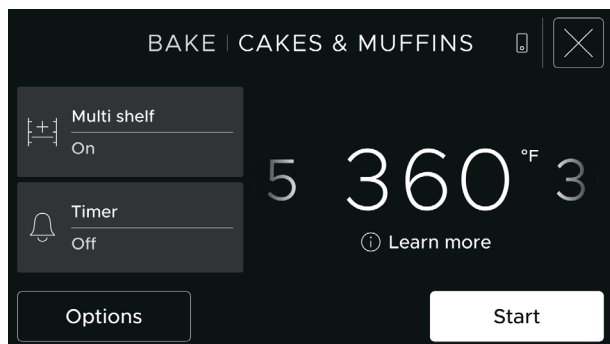 BAKE | CAKES & MUFFINS
Multi shelf
On
5 360 °F 3
Timer
Off
Learn more
Options
Start